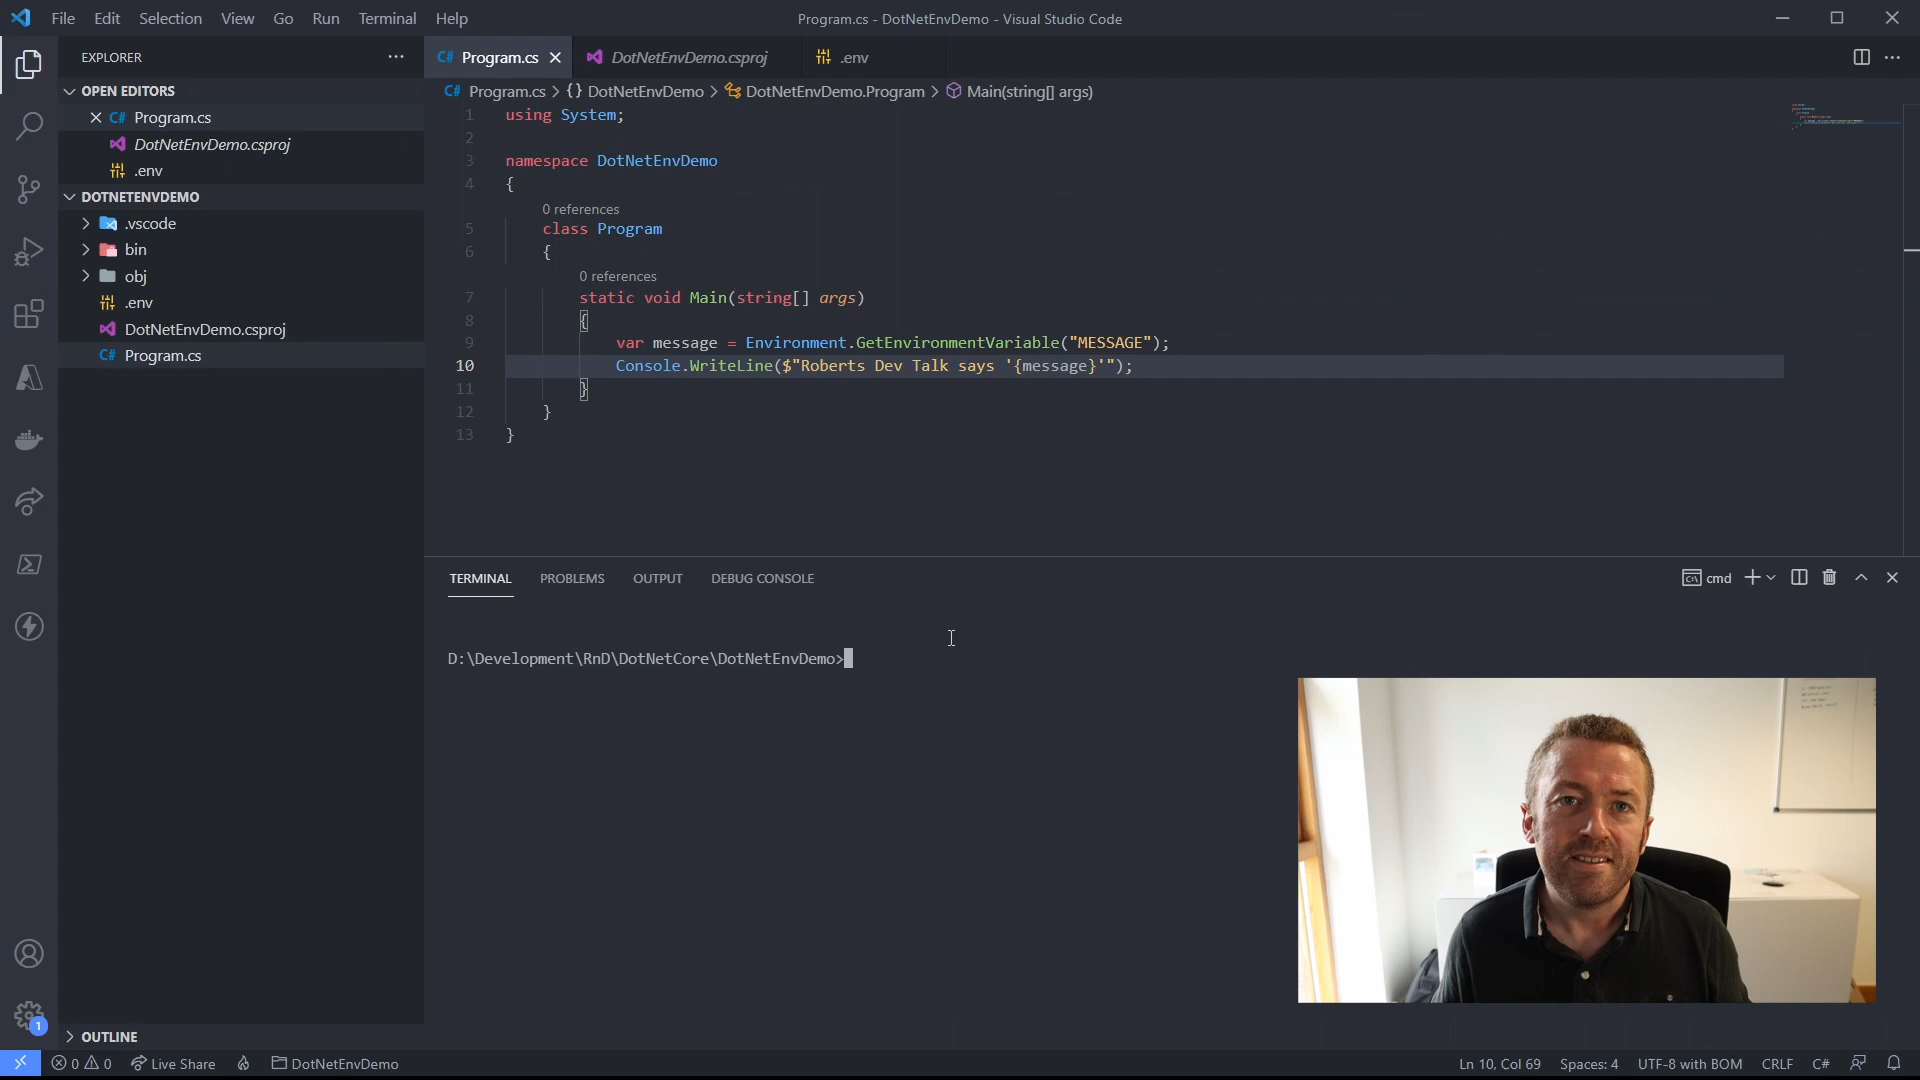 File Edit Selection View Go Run Terminal Help
Program.cs - DotNetEnvDemo - Visual Studio Code
EXPLORER
OPEN EDITORS
C# Program.cs
DotNetEnvDemo.csproj
.env
DOTNETENVDEMO
.vscode
bin
obj
.env
DotNetEnvDemo.csproj
C# Program.cs
OUTLINE
C# Program.cs
DotNetEnvDemo.csproj
.env
C# Program.cs > {} DotNetEnvDemo > DotNetEnvDemo.Program > Main(string[] args)
1 using System;
2
3 namespace DotNetEnvDemo
4 {
0 references
5 class Program
6 {
0 references
7 static void Main(string[] args)
8 {
9 var message = Environment.GetEnvironmentVariable("MESSAGE");
10 Console.WriteLine($"Roberts Dev Talk says '{message}'");
11 }
12 }
13 }
TERMINAL PROBLEMS OUTPUT DEBUG CONSOLE
cmd
D:\Development\RnD\DotNetCore\DotNetEnvDemo>
1
0 0 Live Share DotNetEnvDemo
Ln 10, Col 69 Spaces: 4 UTF-8 with BOM CRLF C#